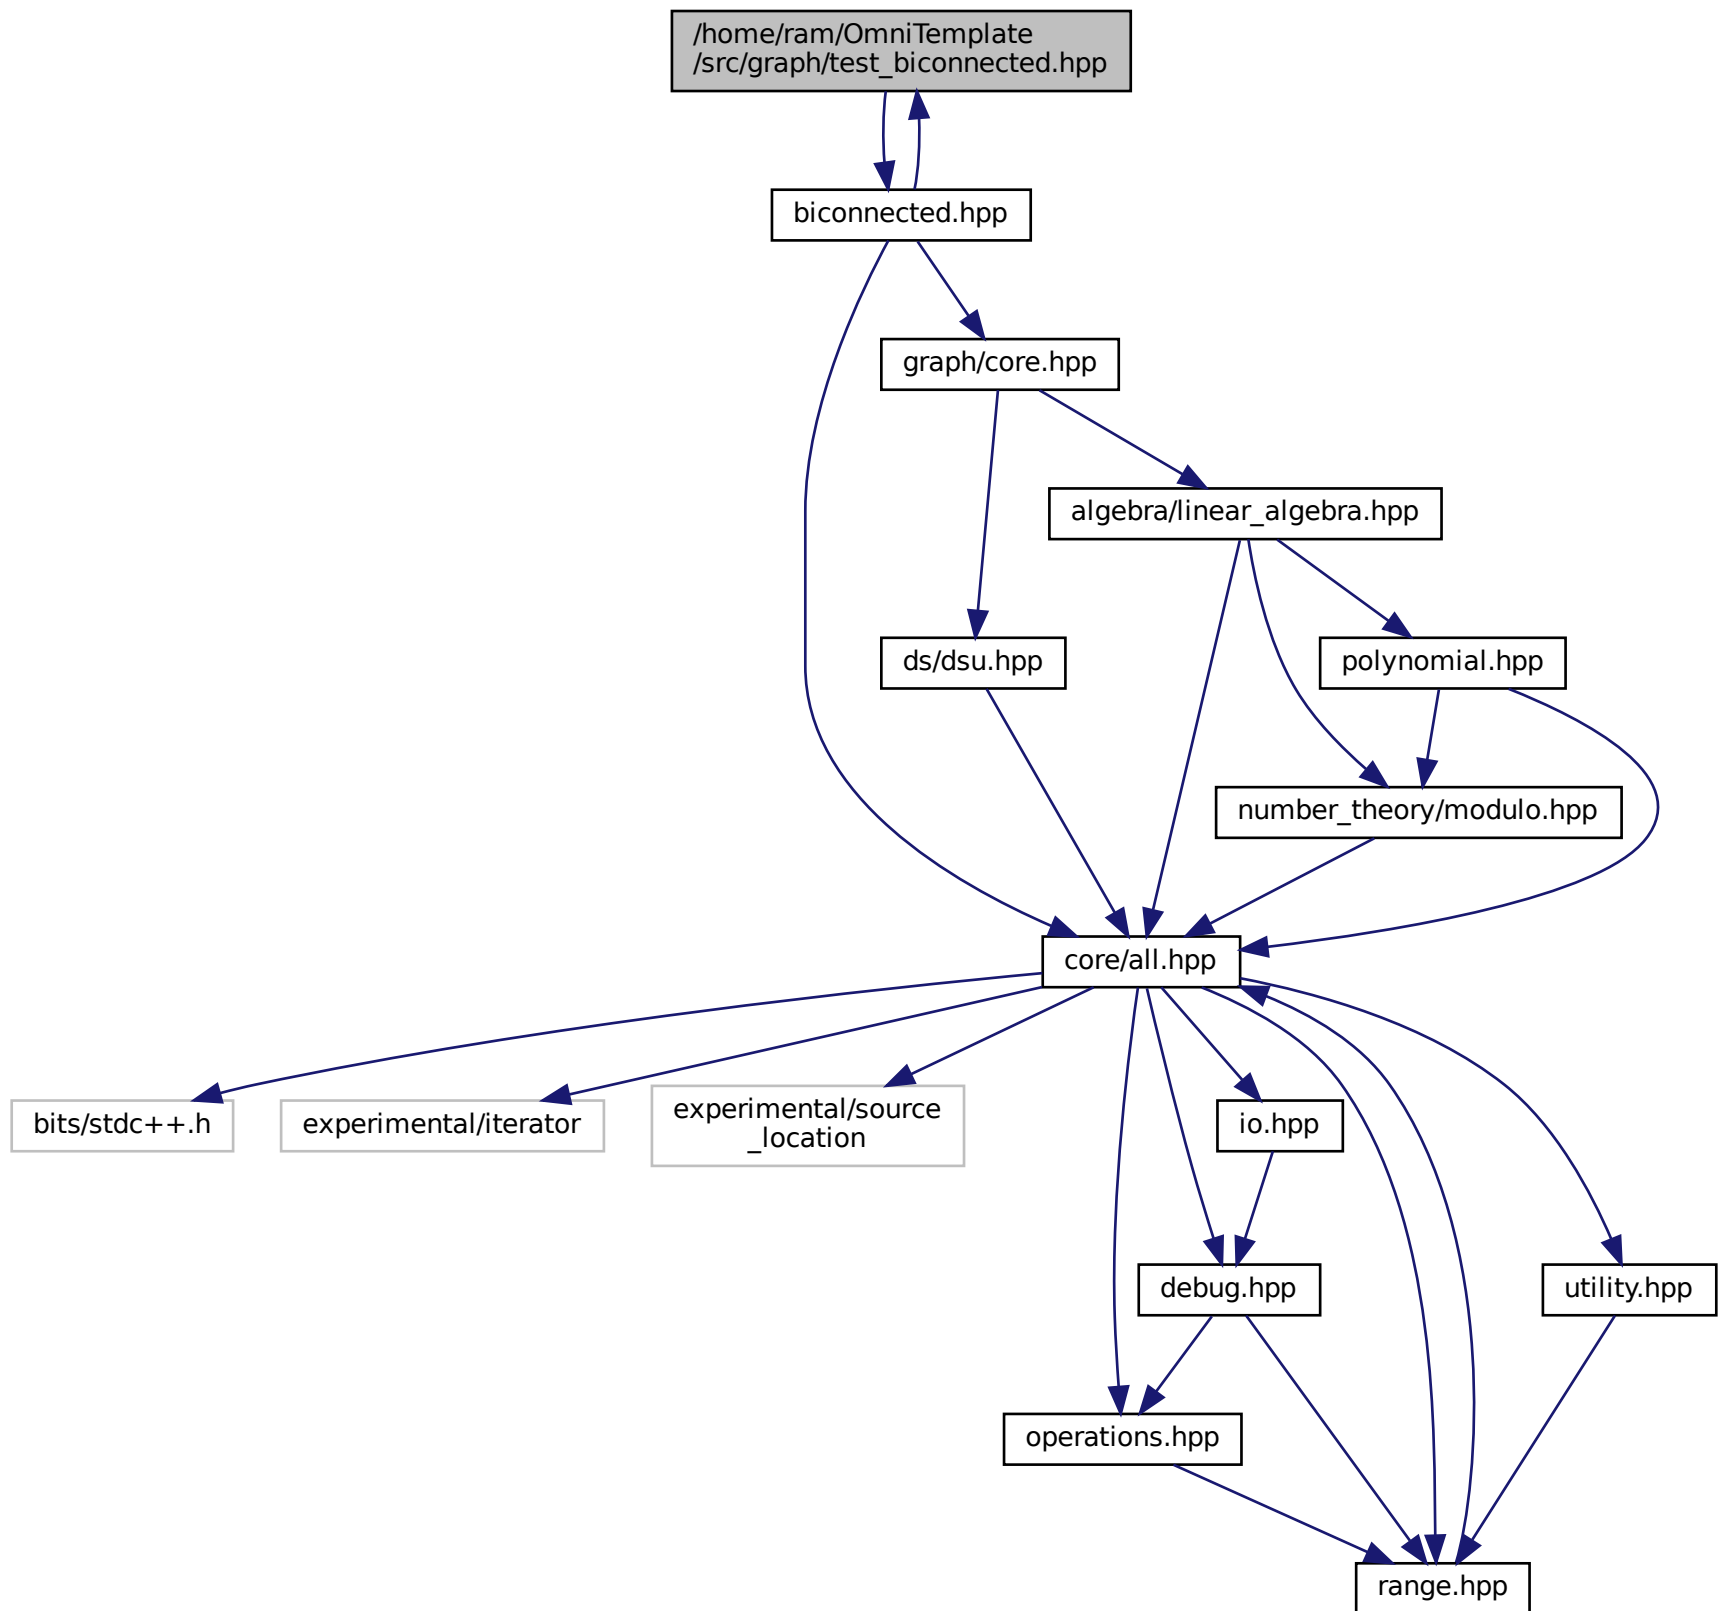 /home/ram/OmniTemplate
/src/graph/test_biconnected.hpp
biconnected.hpp
graph/core.hpp
algebra/linear_algebra.hpp
ds/dsu.hpp
polynomial.hpp
number_theory/modulo.hpp
core/all.hpp
bits/stdc++.h
experimental/iterator
experimental/source
_location
io.hpp
debug.hpp
utility.hpp
operations.hpp
range.hpp